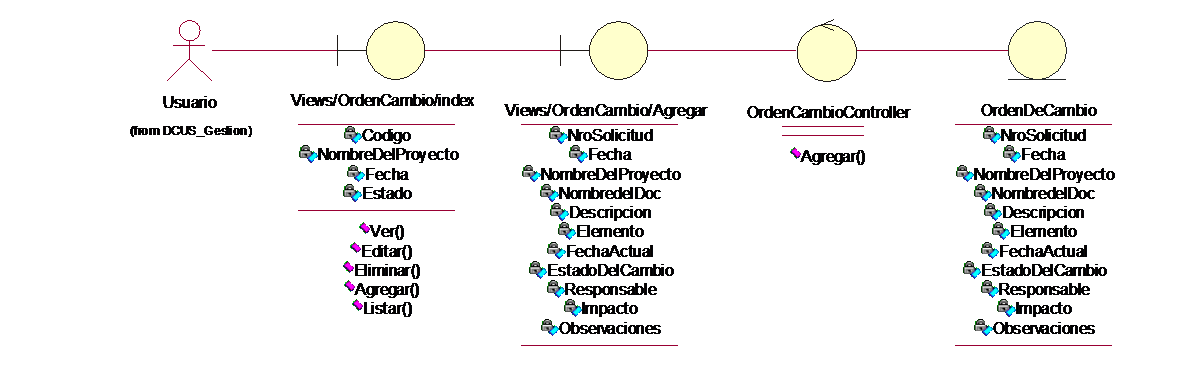 Usuario
(from DCUS_Gestion)
Views/OrdenCambio/index
Codigo
NombreDelProyecto
Fecha
Estado
Ver()
Editar()
Eliminar()
Agregar()
Listar()
Views/OrdenCambio/Agregar
NroSolicitud
Fecha
NombreDelProyecto
NombredelDoc
Descripcion
Elemento
FechaActual
EstadoDelCambio
Responsable
Impacto
Observaciones
OrdenCambioController
Agregar()
OrdenDeCambio
NroSolicitud
Fecha
NombreDelProyecto
NombredelDoc
Descripcion
Elemento
FechaActual
EstadoDelCambio
Responsable
Impacto
Observaciones